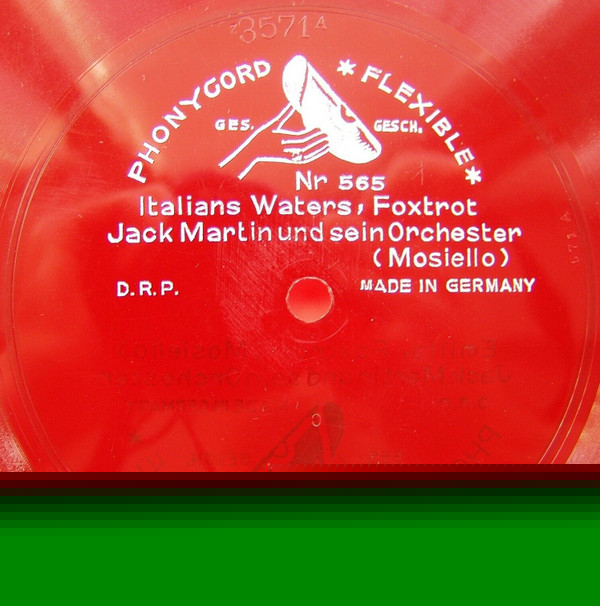 3571A
PHONYCORD * FLEXIBLE *
GES. GESCH.
Nr 565
Italians Waters, Foxtrot
Jack Martin und sein Orchester
(Mosiello)
D.R.P. MADE IN GERMANY